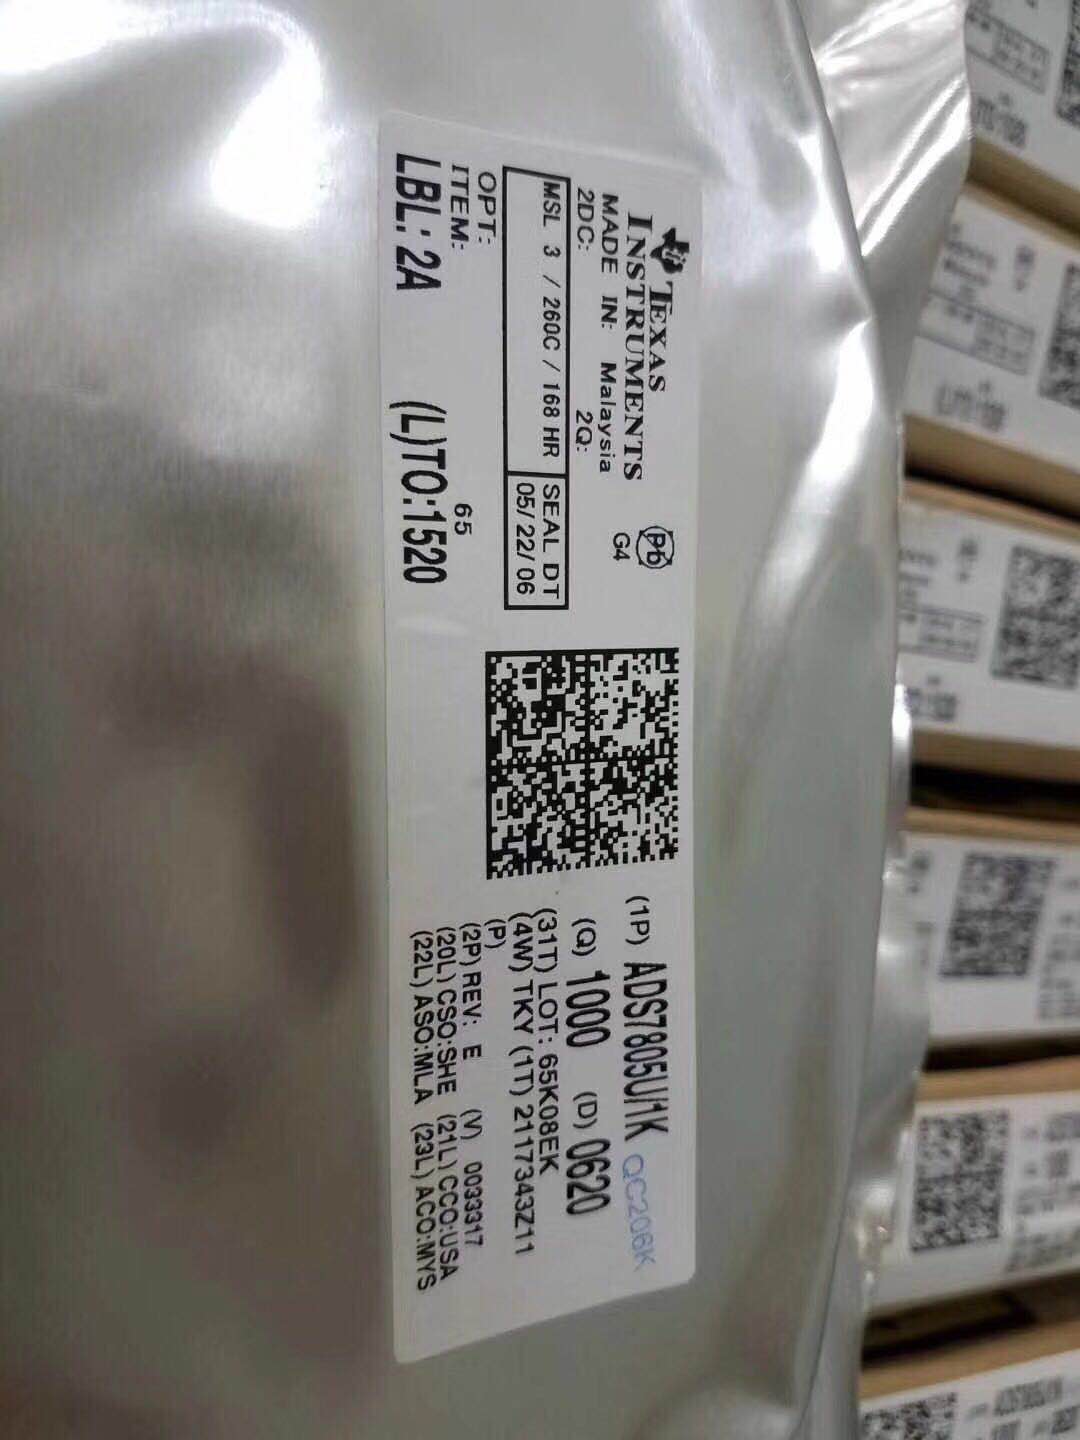 TEXAS
INSTRUMENTS
MADE IN: Malaysia
2DC: 2Q:
Pb
G4
MSL 3 / 260C / 168 HR
SEAL DT
05/22/06
OPT:
ITEM:
65
LBL: 2A (L)TO:1520
(1P) ADS7805U/1K QC206K
(Q) 1000 (D) 0620
(31T) LOT: 65K08EK
(4W) TKY (1T) 2117343Z11
(P)
(2P) REV: E (V) 0033317
(20L) CSO:SHE (21L) CCO:USA
(22L) ASO:MLA (23L) ACO:MYS